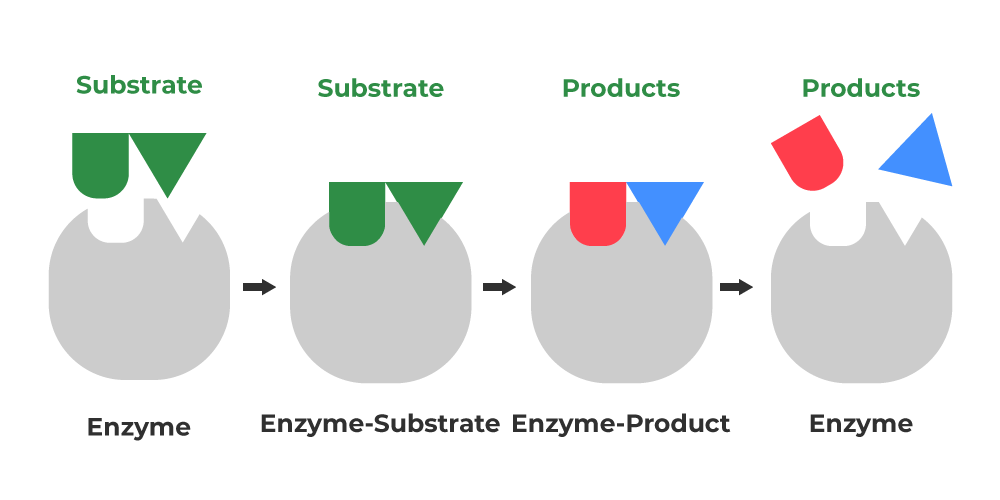 Substrate
Substrate
Products
Products
Enzyme
Enzyme-Substrate
Enzyme-Product
Enzyme